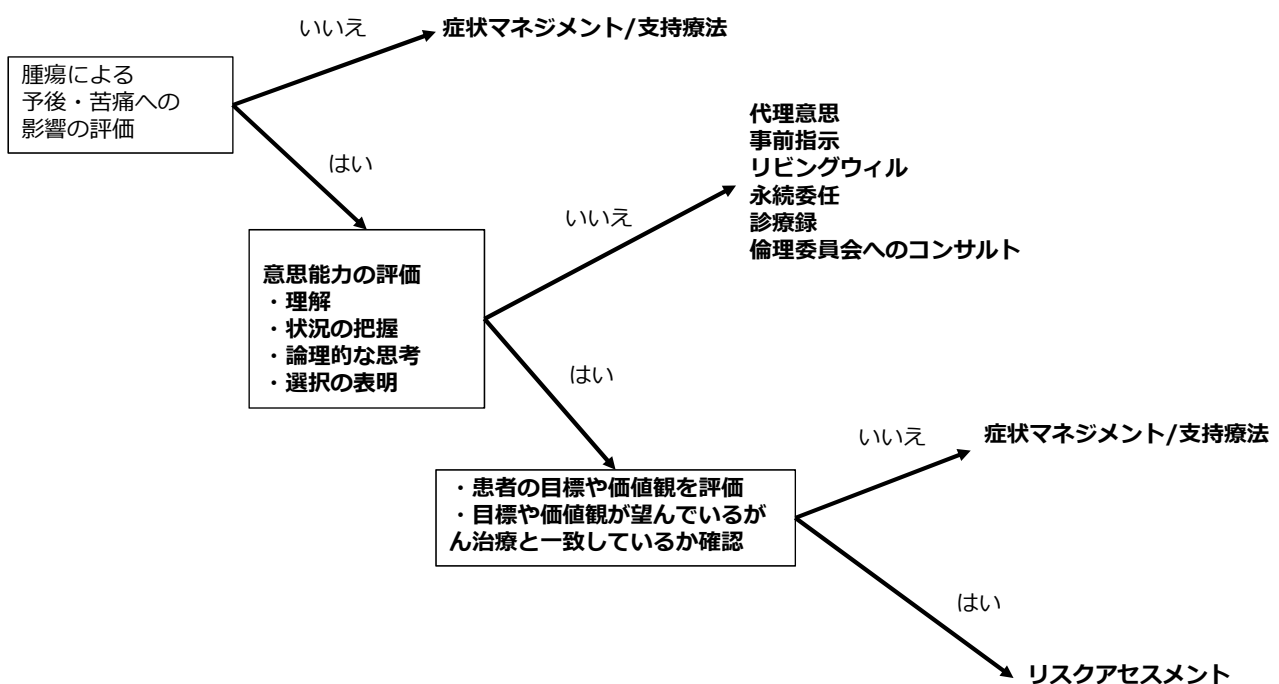 いいえ
症状マネジメント/支持療法
腫瘍による
予後・苦痛への
影響の評価
はい
代理意思
事前指示
リビングウィル
永続委任
診療録
倫理委員会へのコンサルト
いいえ
意思能力の評価
・理解
・状況の把握
・論理的な思考
・選択の表明
はい
いいえ
症状マネジメント/支持療法
・患者の目標や価値観を評価
・目標や価値観が望んでいるが
ん治療と一致しているか確認
はい
リスクアセスメント